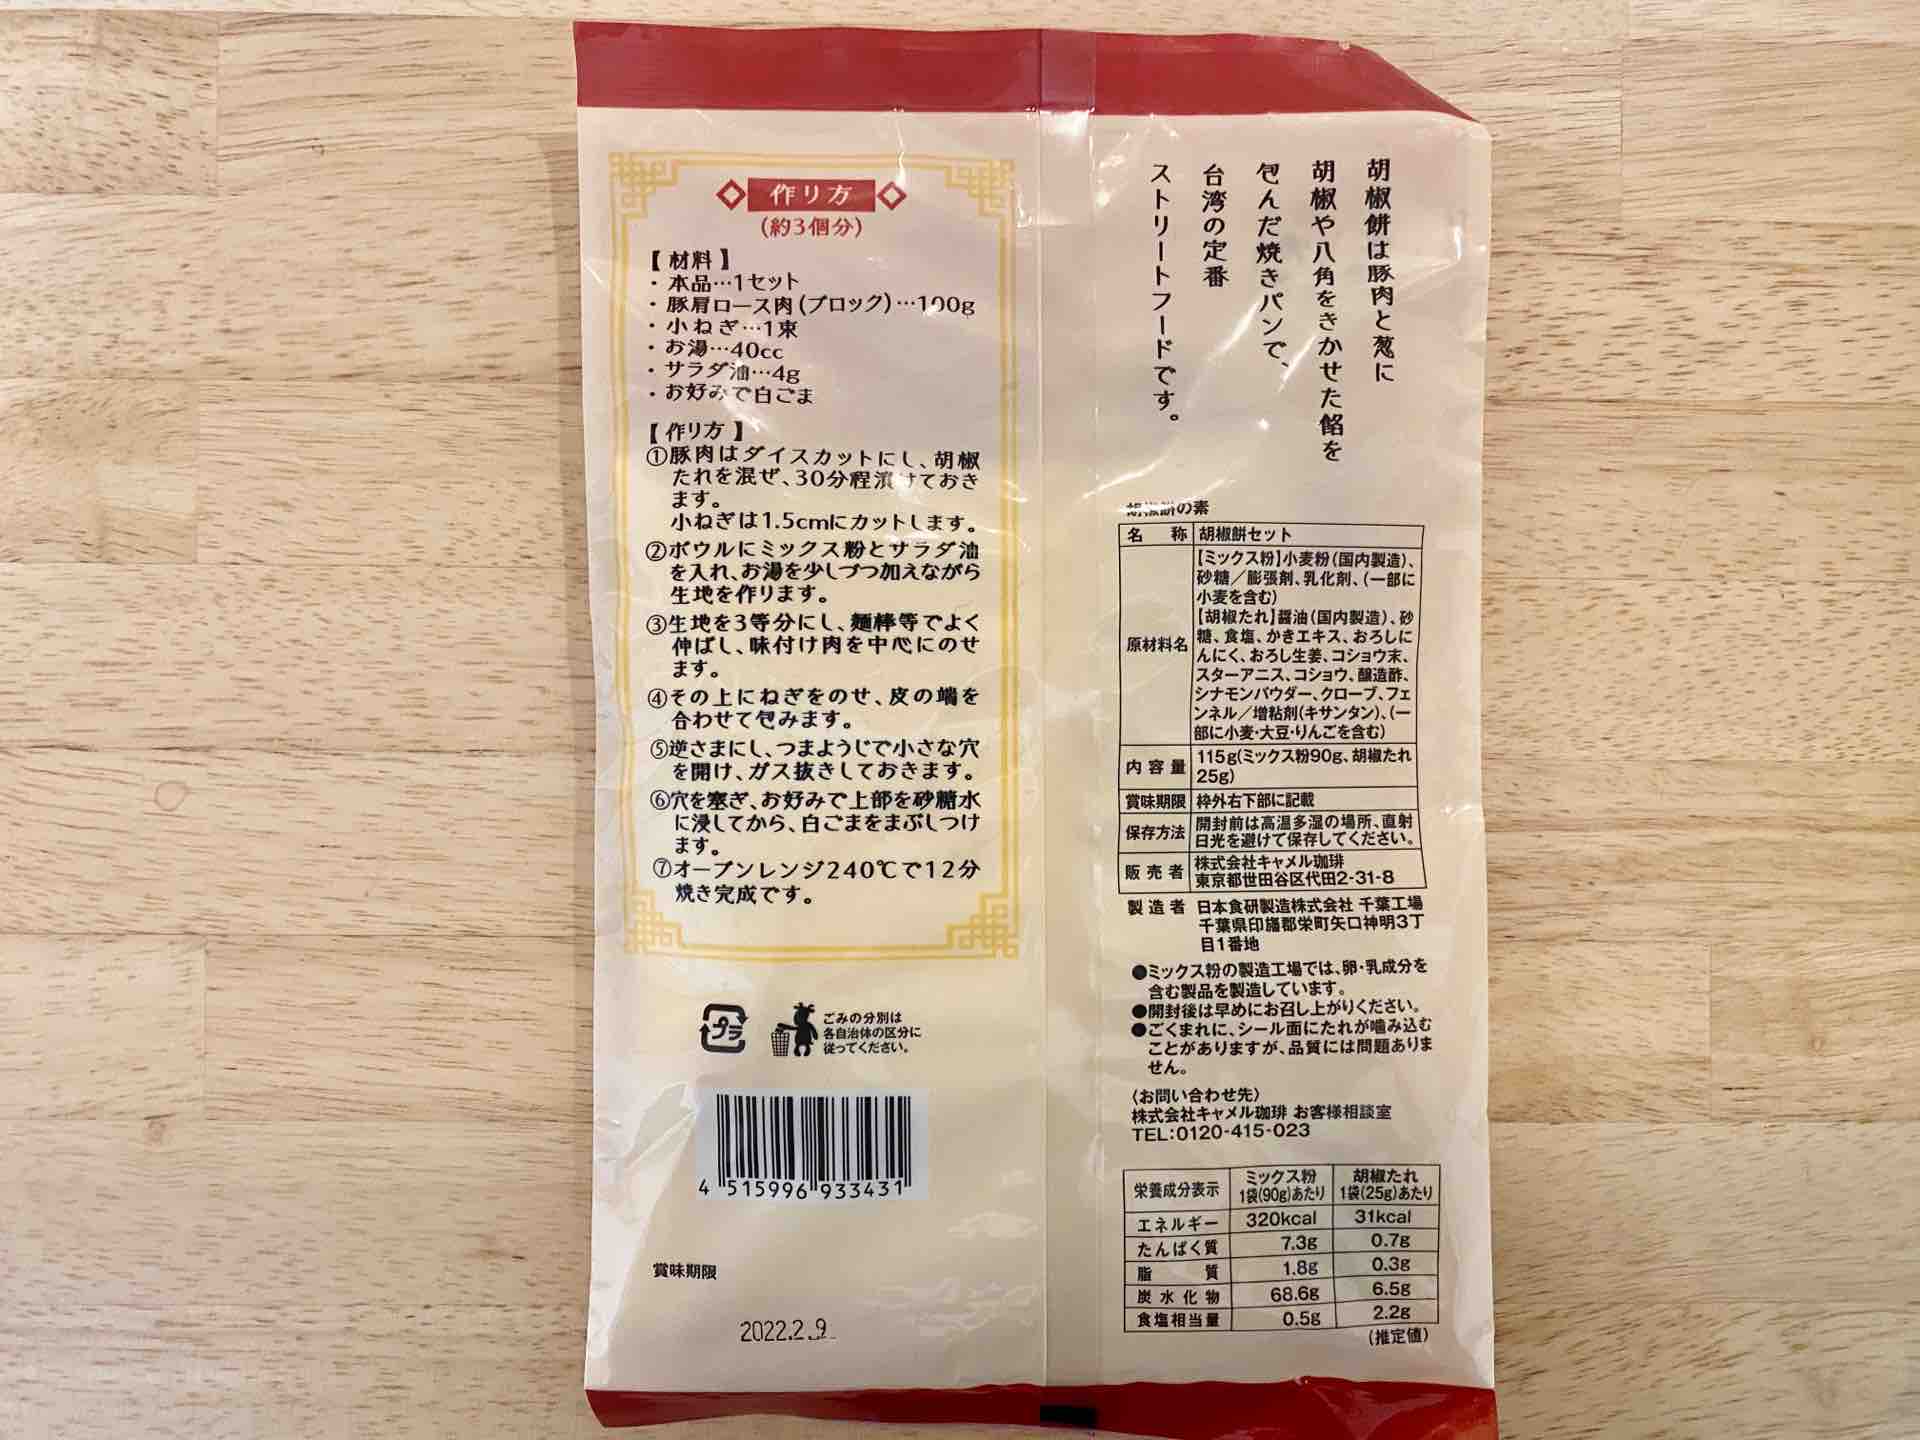 作り方
(約3個分)
【材料】
・本品…1セット
・豚肩ロース肉(ブロック)…100g
・小ねぎ…1束
・お湯…40cc
・サラダ油…4g
・お好みで白ごま
【作り方】
①豚肉はダイスカットにし、胡椒
たれを混ぜ、30分程漬けておき
ます。
小ねぎは1.5cmにカットします。
②ボウルにミックス粉とサラダ油
を入れ、お湯を少しづつ加えながら
生地を作ります。
③生地を3等分にし、麺棒等でよく
伸ばし、味付け肉を中心にのせ
ます。
④その上にねぎをのせ、皮の端を
合わせて包みます。
⑤逆さまにし、つまようじで小さな穴
を開け、ガス抜きしておきます。
⑥穴を塞ぎ、お好みで上部を砂糖水
に浸してから、白ごまをまぶしつけ
ます。
⑦オーブンレンジ240℃で12分
焼き完成です。
プラ
ごみの分別は
各自治体の区分に
従ってください。
4 515996 933431
賞味期限
2022.2.9
胡椒餅は豚肉と葱に
胡椒や八角をきかせた餡を
包んだ焼きパンで、
台湾の定番
ストリートフードです。
胡椒餅の素
名称 胡椒餅セット
原材料名 【ミックス粉】小麦粉(国内製造)、
砂糖/膨張剤、乳化剤、(一部に
小麦を含む)
【胡椒たれ】醤油(国内製造)、砂
糖、食塩、かきエキス、おろしに
んにく、おろし生姜、コショウ末、
スターアニス、コショウ、醸造酢、
シナモンパウダー、クローブ、フェ
ンネル/増粘剤(キサンタン)、(一
部に小麦・大豆・りんごを含む)
内容量 115g(ミックス粉90g、胡椒たれ
25g)
賞味期限 枠外右下部に記載
保存方法 開封前は高温多湿の場所、直射
日光を避けて保存してください。
販売者 株式会社キャメル珈琲
東京都世田谷区代田2-31-8
製造者 日本食研製造株式会社 千葉工場
千葉県印旛郡栄町矢口神明3丁
目1番地
●ミックス粉の製造工場では、卵・乳成分を
含む製品を製造しています。
●開封後は早めにお召し上がりください。
●ごくまれに、シール面にたれが噛み込む
ことがありますが、品質には問題ありま
せん。
〈お問い合わせ先〉
株式会社キャメル珈琲 お客様相談室
TEL:0120-415-023
栄養成分表示 ミックス粉 1袋(90g)あたり 胡椒たれ 1袋(25g)あたり
エネルギー 320kcal 31kcal
たんぱく質 7.3g 0.7g
脂質 1.8g 0.3g
炭水化物 68.6g 6.5g
食塩相当量 0.5g 2.2g
(推定値)